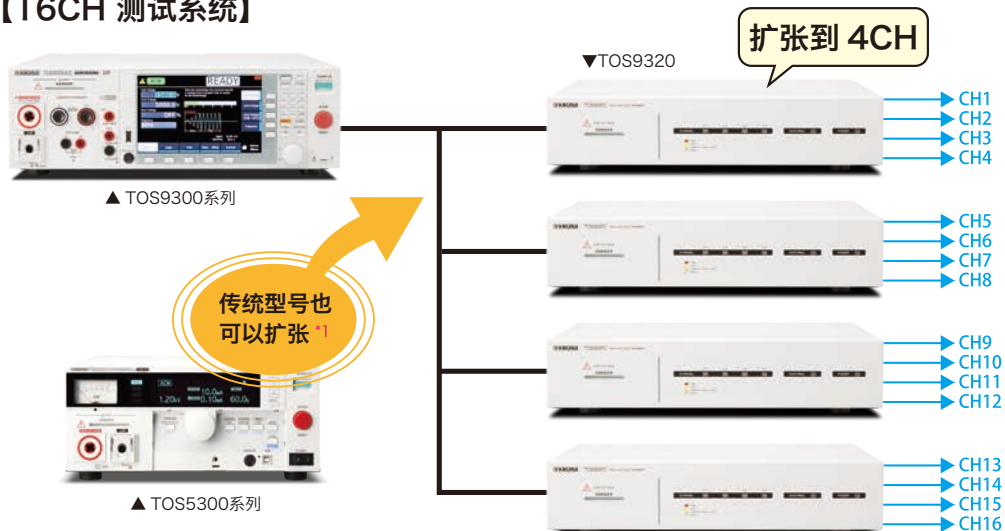 【16CH 测试系统】
扩张到 4CH
▼TOS9320
READY
CH1
CH2
CH3
CH4
▲ TOS9300系列
CH5
CH6
CH7
CH8
传统型号也
可以扩张 *1
CH9
CH10
CH11
CH12
▲ TOS5300系列
CH13
CH14
CH15
CH16